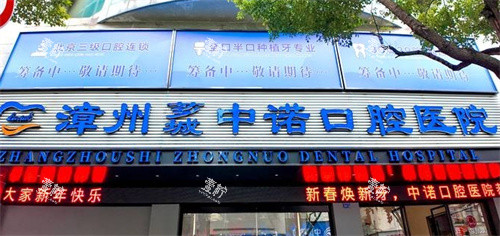 北京三级口腔连锁
全口半口种植牙专业
筹备中···敬请期待···
筹备中···敬请期待···
筹备中···敬请期待···
漳州芗城中诺口腔医院
ZHANGZHOUSHI ZHONGNUO DENTAL HOSPITAL
大家新年快乐
新春焕新牙,中诺口腔医院